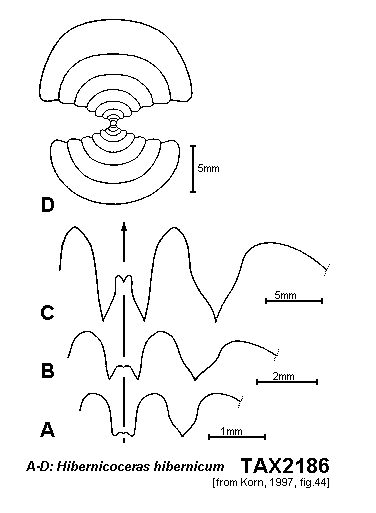 5mm
D
C
5mm
B
2mm
A
1mm
A-D: Hibernicoceras hibernicum TAX2186
[from Korn, 1997, fig.44]